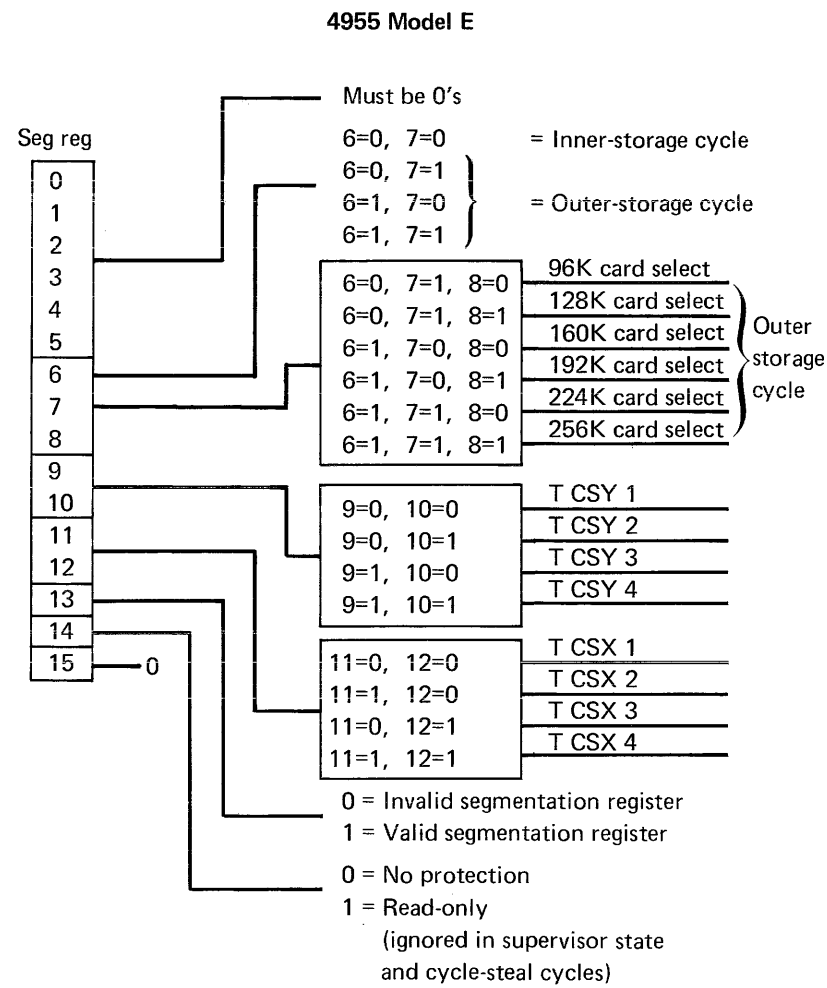 4955 Model E
Must be 0's
Seg reg
0
1
2
3
4
5
6
7
8
9
10
11
12
13
14
15
0
6=0, 7=0 = Inner-storage cycle
6=0, 7=1
6=1, 7=0 = Outer-storage cycle
6=1, 7=1
6=0, 7=1, 8=0 96K card select
6=0, 7=1, 8=1 128K card select
6=1, 7=0, 8=0 160K card select
6=1, 7=0, 8=1 192K card select
6=1, 7=1, 8=0 224K card select
6=1, 7=1, 8=1 256K card select
Outer
storage
cycle
9=0, 10=0 T CSY 1
9=0, 10=1 T CSY 2
9=1, 10=0 T CSY 3
9=1, 10=1 T CSY 4
11=0, 12=0 T CSX 1
11=1, 12=0 T CSX 2
11=0, 12=1 T CSX 3
11=1, 12=1 T CSX 4
0 = Invalid segmentation register
1 = Valid segmentation register
0 = No protection
1 = Read-only
(ignored in supervisor state
and cycle-steal cycles)